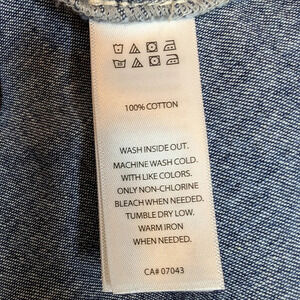 100% COTTON
WASH INSIDE OUT.
MACHINE WASH COLD.
WITH LIKE COLORS.
ONLY NON-CHLORINE
BLEACH WHEN NEEDED.
TUMBLE DRY LOW.
WARM IRON
WHEN NEEDED.
CA# 07043